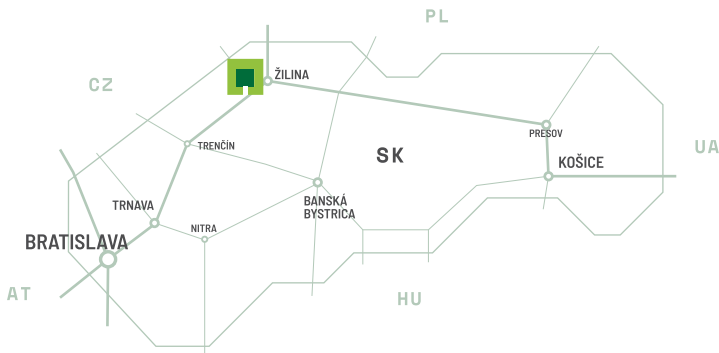 PL
ŽILINA
CZ
PREŠOV
TRENČÍN
UA
SK
KOŠICE
TRNAVA
BANSKÁ
BYSTRICA
NITRA
BRATISLAVA
AT
HU